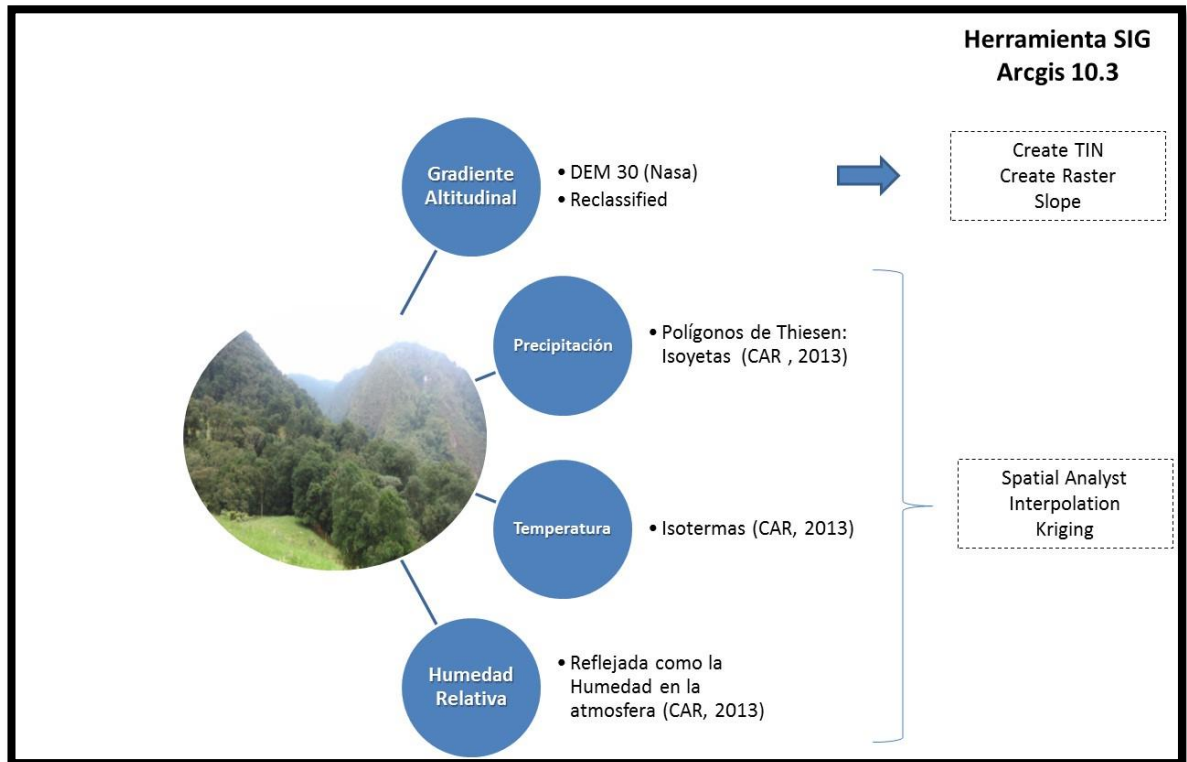 Herramienta SIG
Arcgis 10.3
Gradiente
Altitudinal
• DEM 30 (Nasa)
• Reclassified
Create TIN
Create Raster
Slope
Precipitación
• Polígonos de Thiesen:
Isoyetas (CAR , 2013)
Temperatura
• Isotermas (CAR, 2013)
Spatial Analyst
Interpolation
Kriging
Humedad
Relativa
• Reflejada como la
Humedad en la
atmosfera (CAR, 2013)